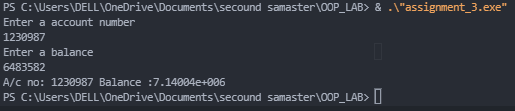 PS C:\Users\DELL\OneDrive\Documents\secound samaster\OOP_LAB> & .\"assignment_3.exe"
Enter a account number
1230987
Enter a balance
6483582
A/c no: 1230987 Balance :7.14004e+006
PS C:\Users\DELL\OneDrive\Documents\secound samaster\OOP_LAB>